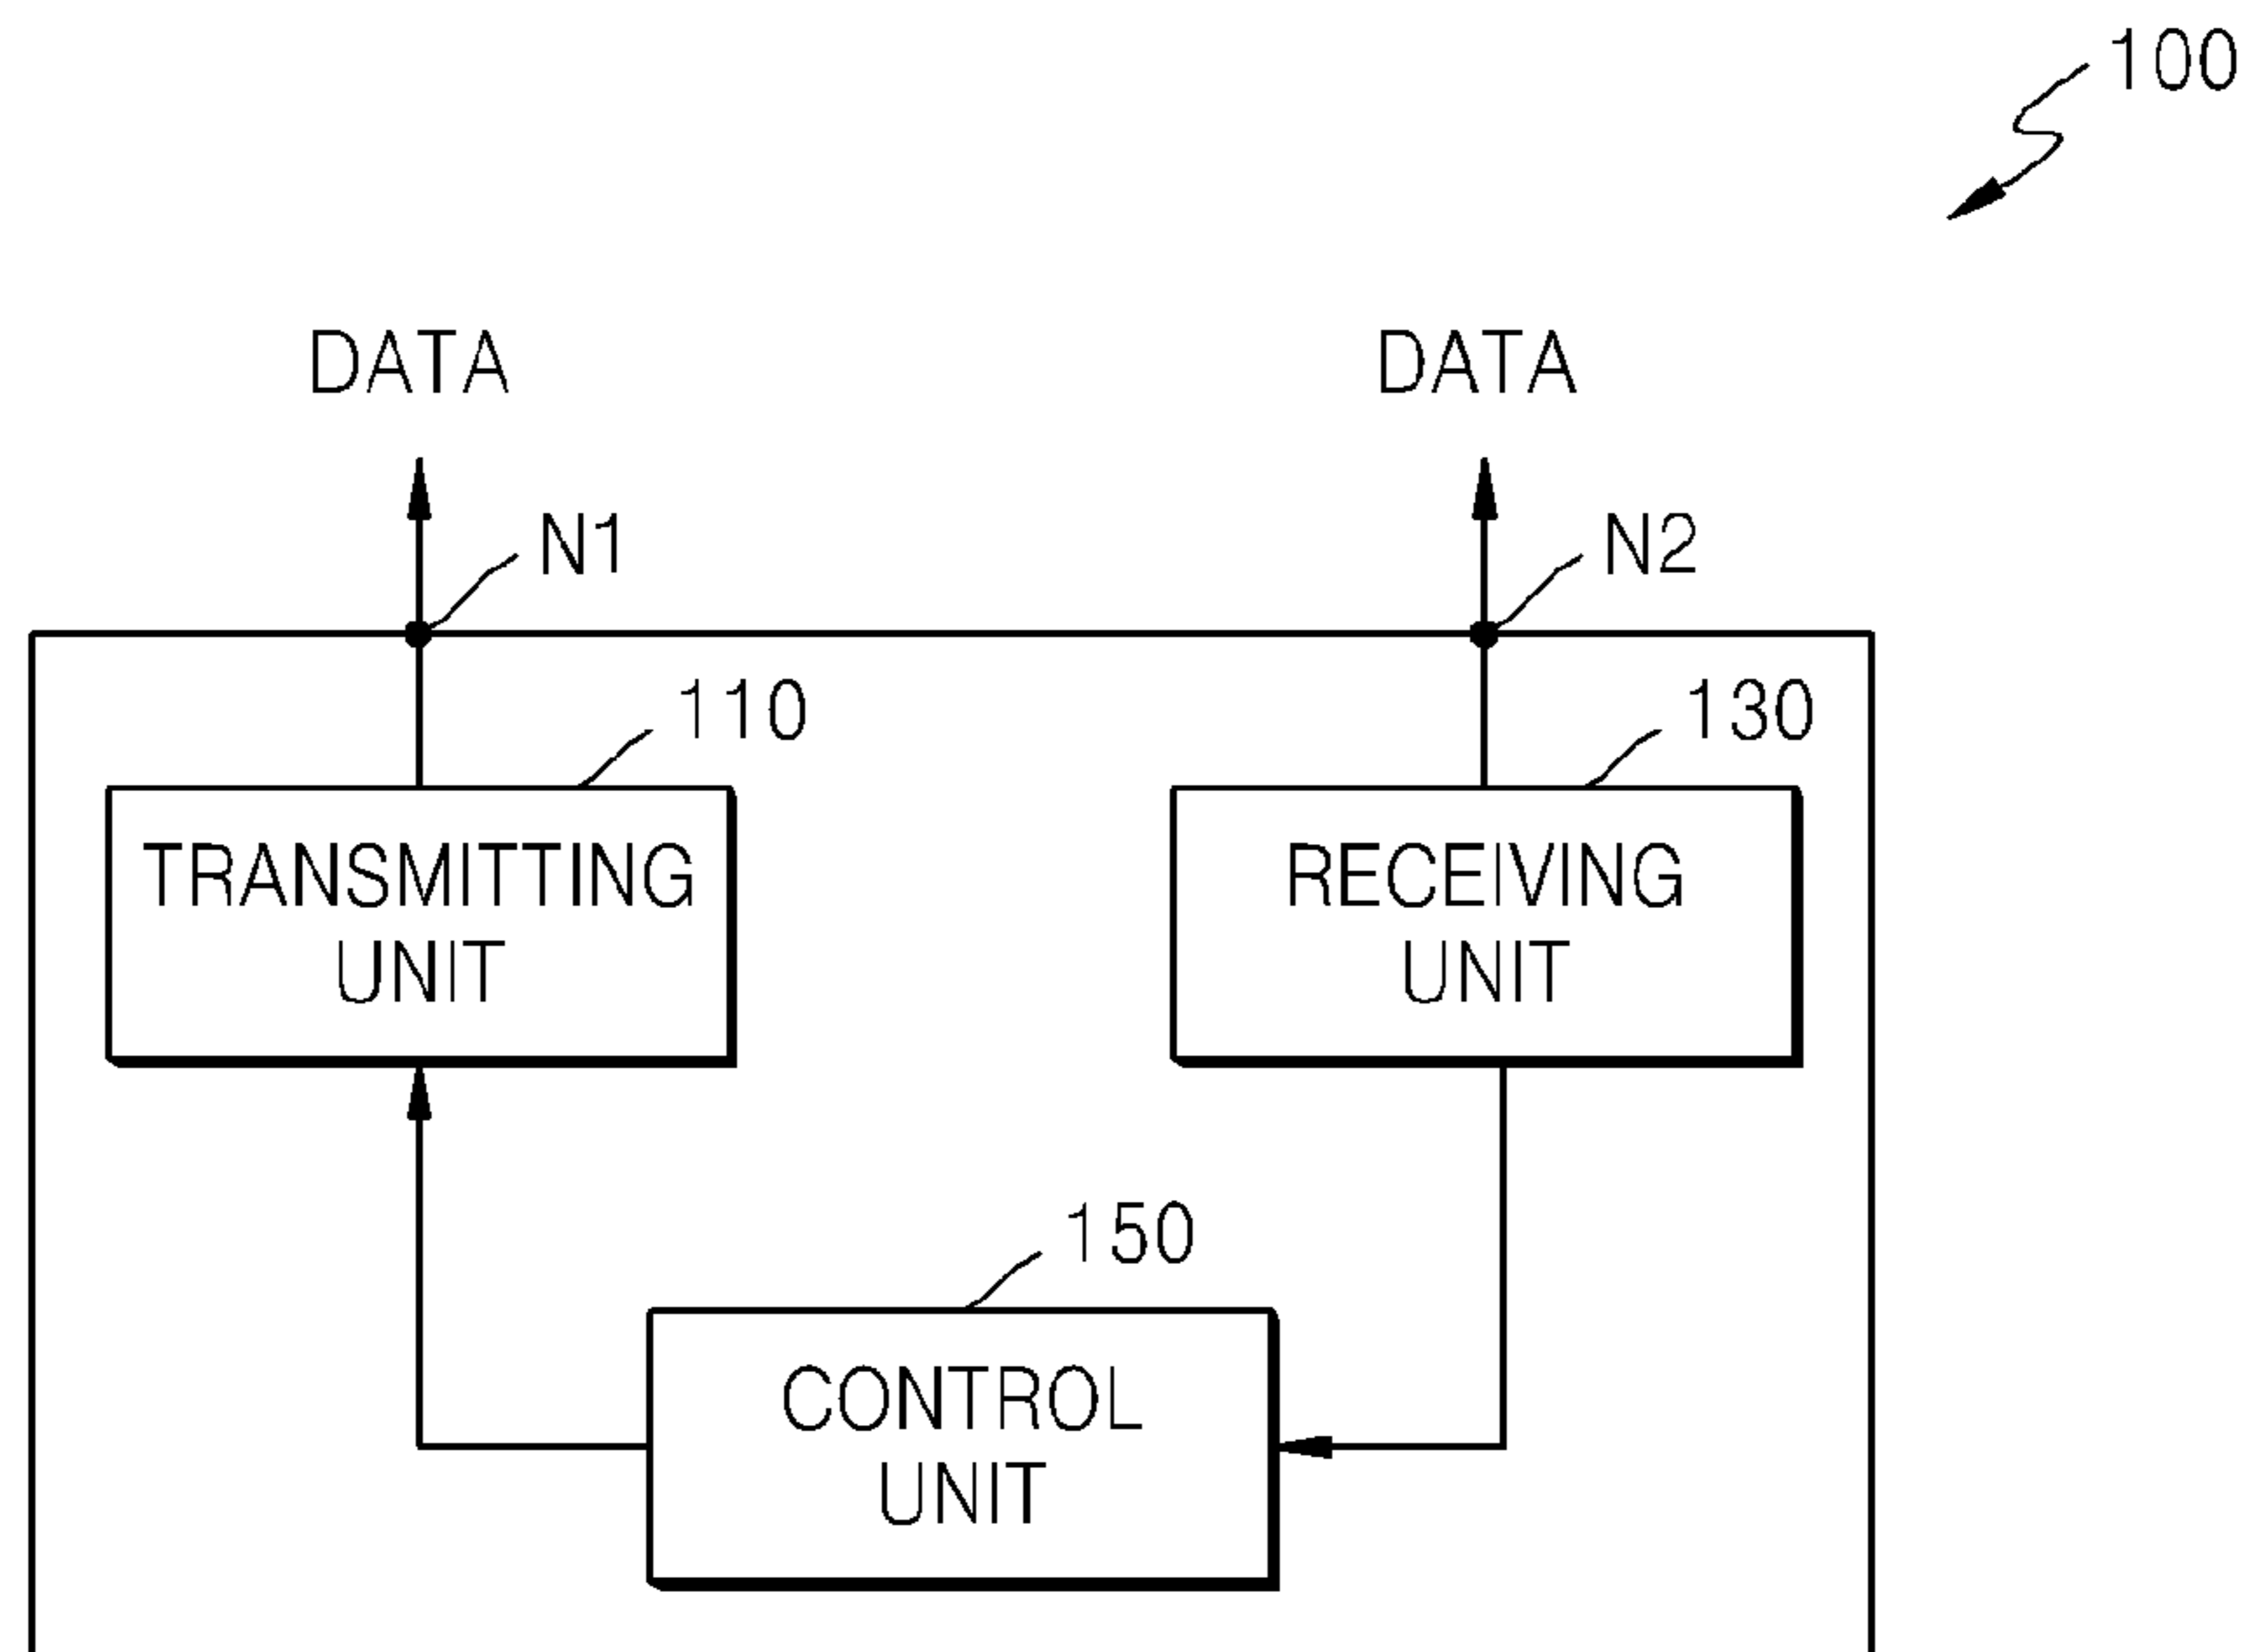 100
DATA
DATA
N1
N2
110
130
TRANSMITTING
UNIT
RECEIVING
UNIT
150
CONTROL
UNIT